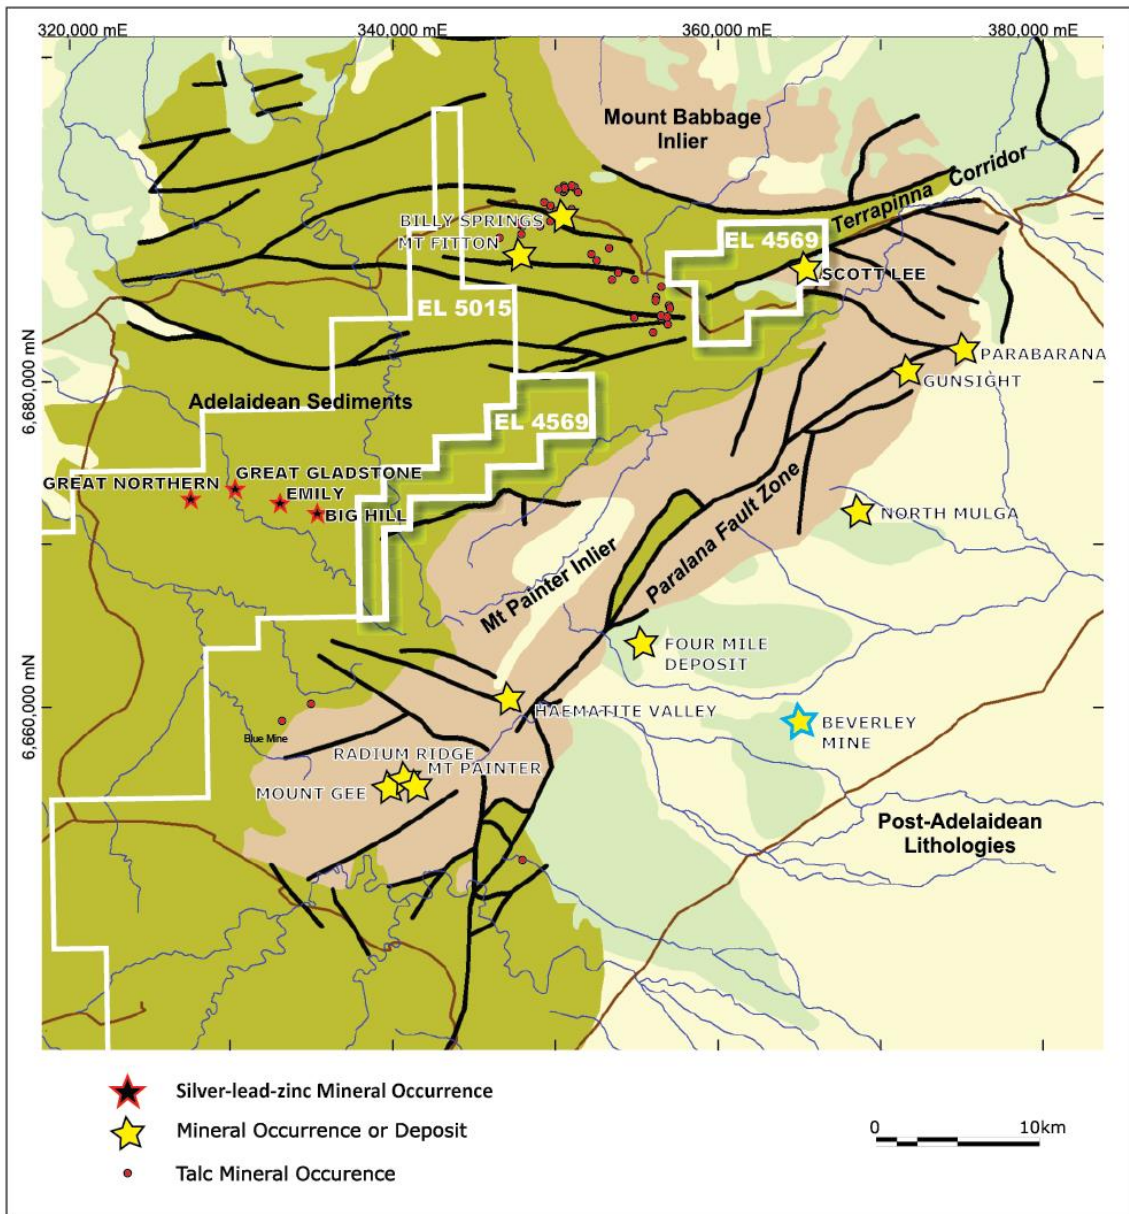 320,000 mE
340,000 mE
360,000 mE
380,000 mE
Mount Babbage
Inlier
Terrapinna Corridor
BILLY SPRINGS
MT FITTON
EL 4569
SCOTT LEE
EL 5015
PARABARANA
GUNSIGHT
6,680,000 mN
Adelaidean Sediments
EL 4569
GREAT GLADSTONE
GREAT NORTHERN
EMILY
BIG HILL
Paralana Fault Zone
NORTH MULGA
Mt Painter Inlier
FOUR MILE
DEPOSIT
6,660,000 mN
HAEMATITE VALLEY
BEVERLEY
MINE
Blue Mine
RADIUM RIDGE
MT PAINTER
MOUNT GEE
Post-Adelaidean
Lithologies
Silver-lead-zinc Mineral Occurrence
Mineral Occurrence or Deposit
Talc Mineral Occurence
0 10km